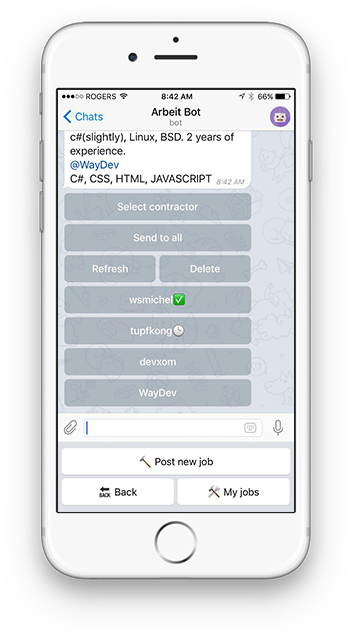 ROGERS 8:42 AM 66%
Chats
Arbeit Bot
bot
c#(slightly), Linux, BSD. 2 years of
experience.
@WayDev
C#, CSS, HTML, JAVASCRIPT 8:42 AM
Select contractor
Send to all
Refresh Delete
wsmichel✅
tupfkong🕒
devxom
WayDev
🔨 Post new job
🔙 Back 🛠 My jobs